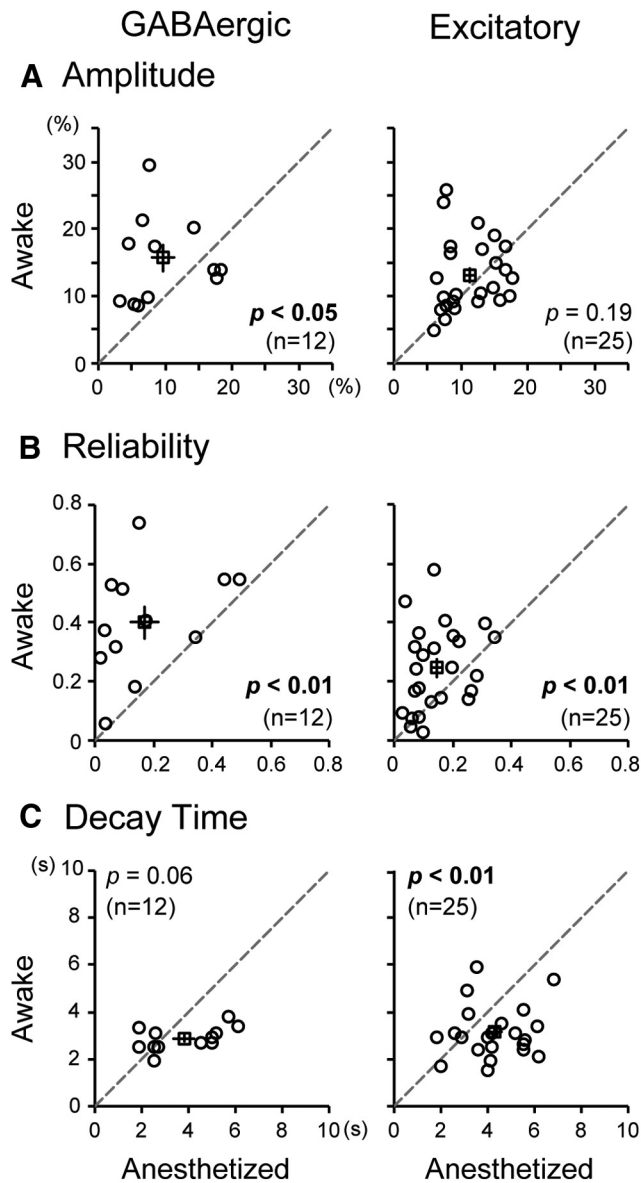 GABAergic Excitatory
A Amplitude
(%)
30
20
10
0
Awake
p < 0.05
(n=12)
0 10 20 30 (%)
p = 0.19
(n=25)
0 10 20 30
B Reliability
0.8
0.6
0.4
0.2
0
Awake
p < 0.01
(n=12)
0 0.2 0.4 0.6 0.8
p < 0.01
(n=25)
0 0.2 0.4 0.6 0.8
C Decay Time
(s) 10
8
6
4
2
0
Awake
p = 0.06
(n=12)
0 2 4 6 8 10 (s)
Anesthetized
p < 0.01
(n=25)
0 2 4 6 8 10
Anesthetized